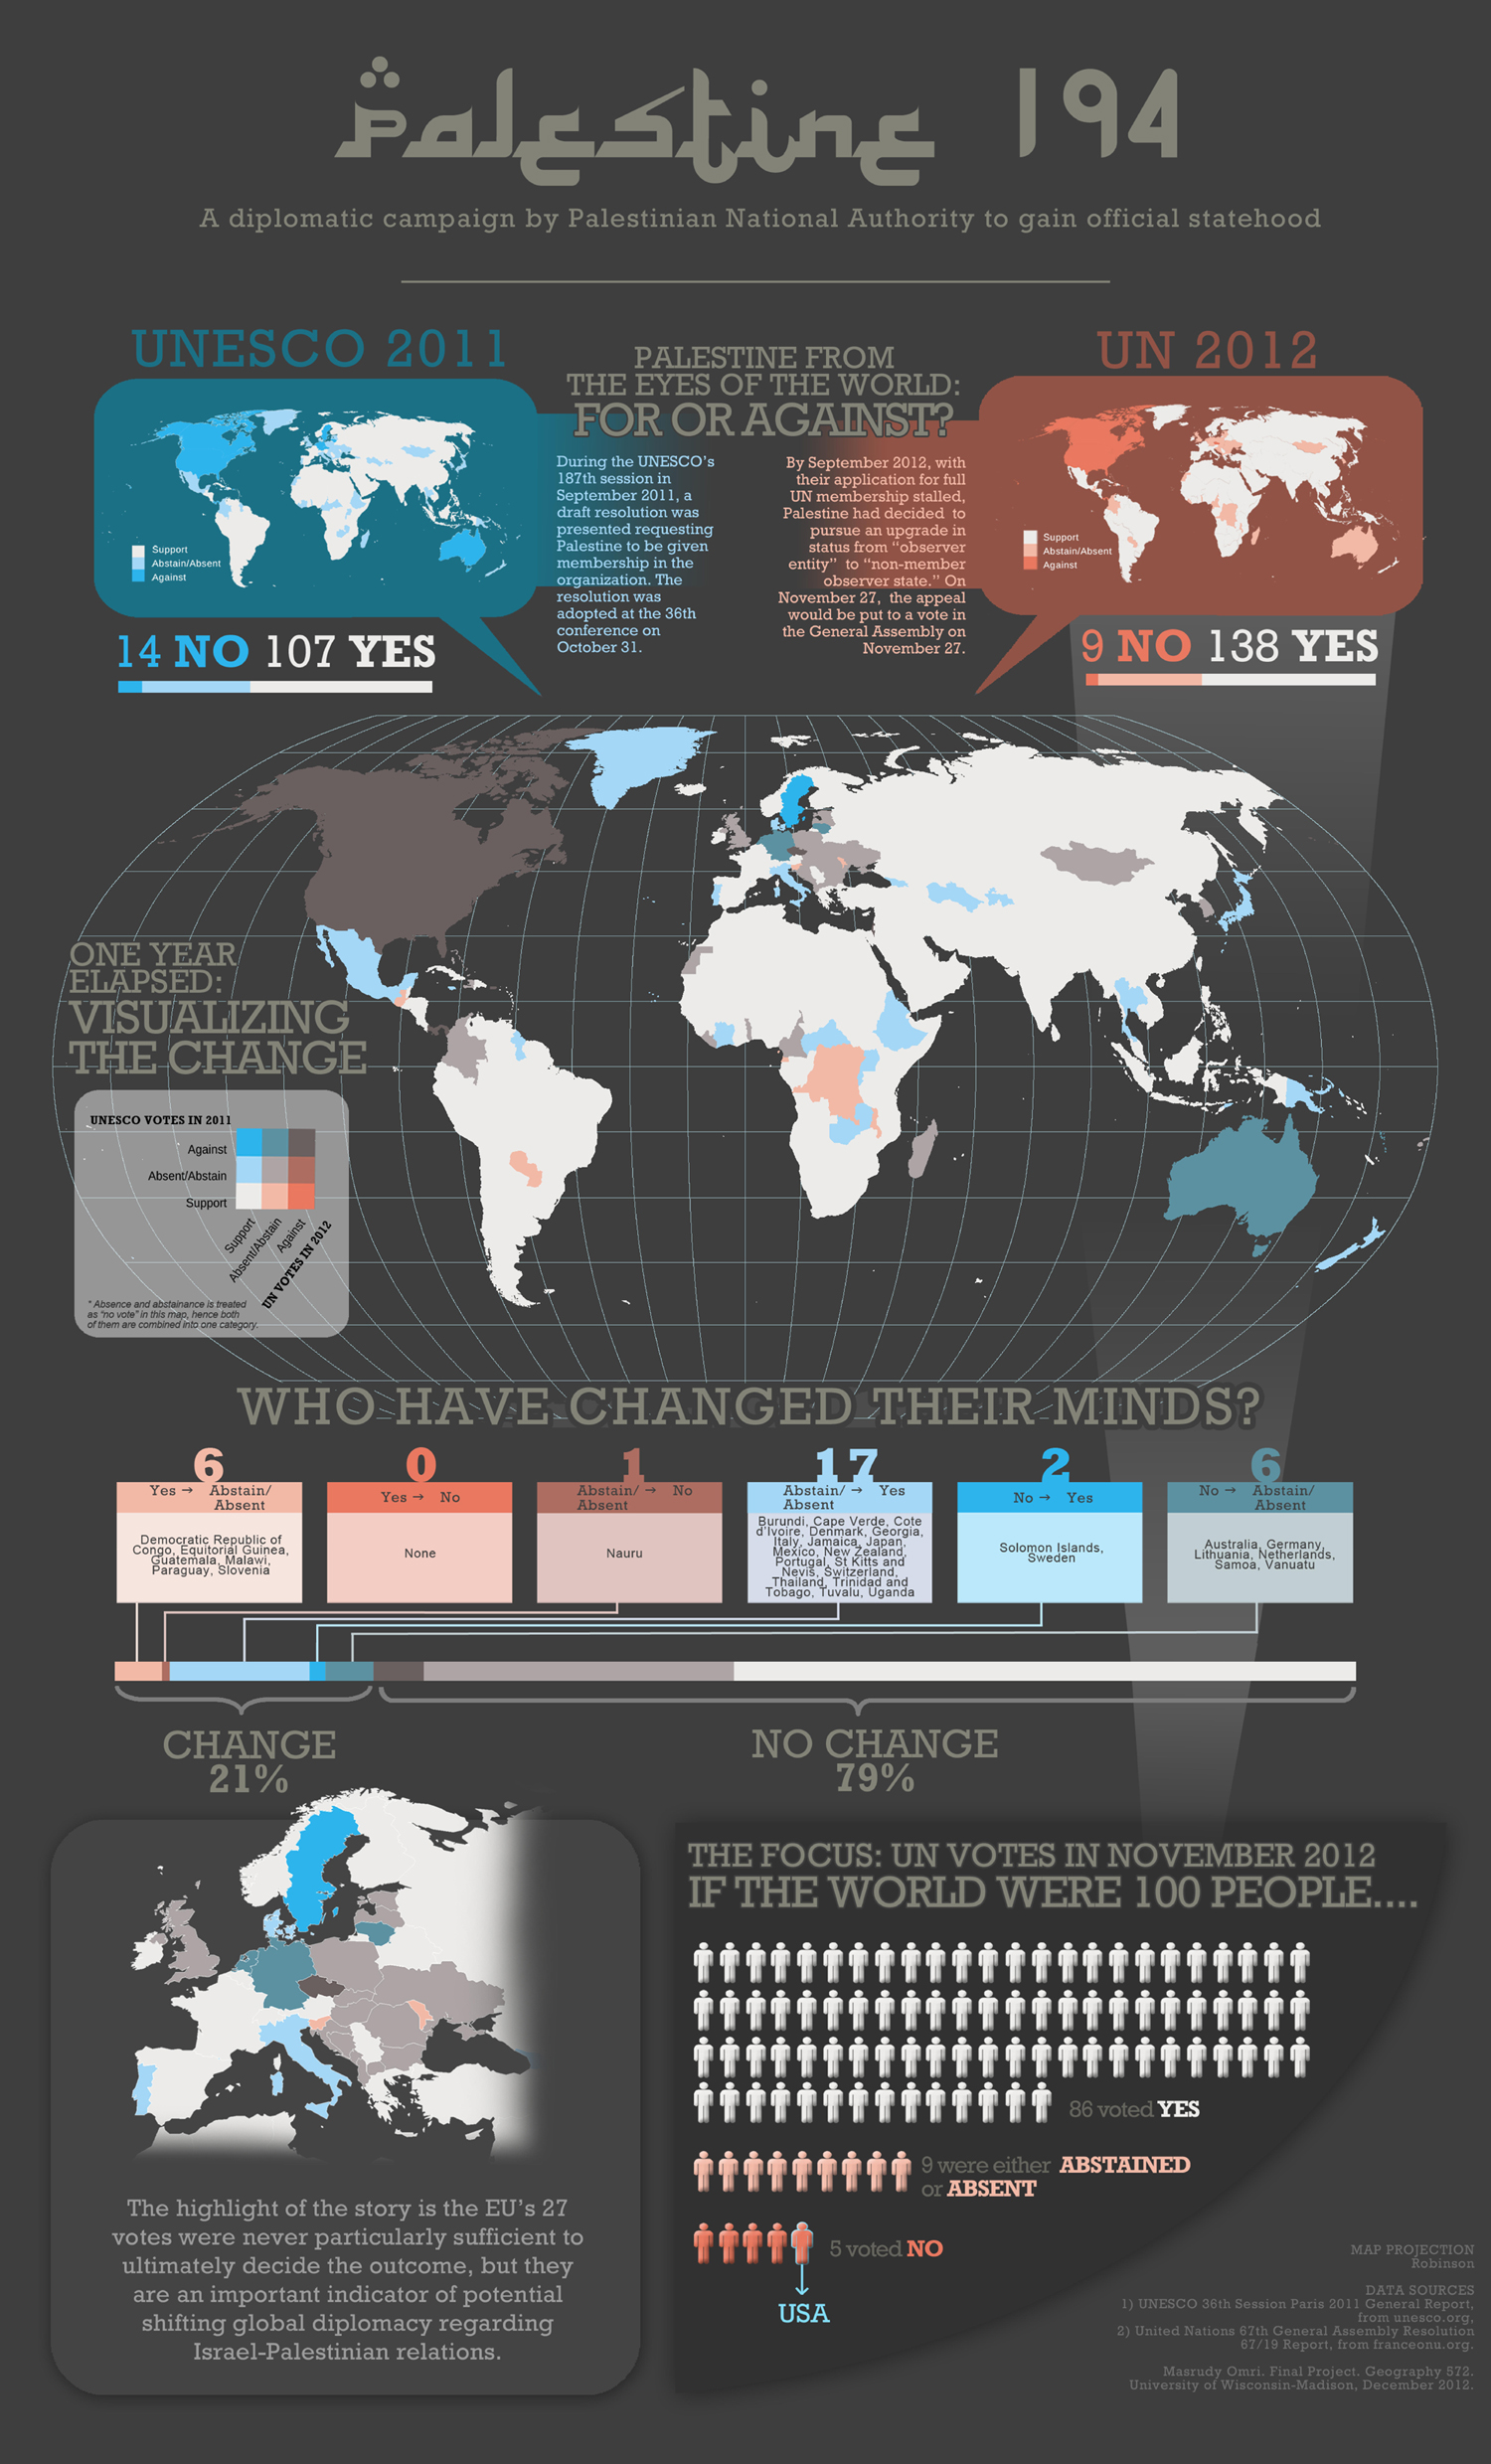 Palestine 194
A diplomatic campaign by Palestinian National Authority to gain official statehood
UNESCO 2011
Support
Abstain/Absent
Against
14 NO 107 YES
PALESTINE FROM
THE EYES OF THE WORLD:
FOR OR AGAINST?
During the UNESCO's
187th session in
September 2011, a
draft resolution was
presented requesting
Palestine to be given
membership in the
organization. The
resolution was
adopted at the 36th
conference on
October 31.
By September 2012, with
their application for full
UN membership stalled,
Palestine had decided to
pursue an upgrade in
status from “observer
entity” to “non-member
observer state.” On
November 27, the appeal
would be put to a vote in
the General Assembly on
November 27.
UN 2012
Support
Abstain/Absent
Against
9 NO 138 YES
ONE YEAR
ELAPSED:
VISUALIZING
THE CHANGE
UNESCO VOTES IN 2011
Against
Absent/Abstain
Support
Support
Absent/Abstain
Against
UN VOTES IN 2012
* Absence and abstainance is treated
as "no vote" in this map, hence both
of them are combined into one category.
WHO HAVE CHANGED THEIR MINDS?
6
Yes → Abstain/
Absent
Democratic Republic of
Congo, Equitorial Guinea,
Guatemala, Malawi,
Paraguay, Slovenia
0
Yes → No
None
1
Abstain/ → No
Absent
Nauru
17
Abstain/ → Yes
Absent
Burundi, Cape Verde, Cote
d'Ivoire, Denmark, Georgia,
Italy, Jamaica, Japan,
Mexico, New Zealand,
Portugal, St Kitts and
Nevis, Switzerland,
Thailand, Trinidad and
Tobago, Tuvalu, Uganda
2
No → Yes
Solomon Islands,
Sweden
6
No → Abstain/
Absent
Australia, Germany,
Lithuania, Netherlands,
Samoa, Vanuatu
CHANGE
21%
NO CHANGE
79%
The highlight of the story is the EU's 27
votes were never particularly sufficient to
ultimately decide the outcome, but they
are an important indicator of potential
shifting global diplomacy regarding
Israel-Palestinian relations.
THE FOCUS: UN VOTES IN NOVEMBER 2012
IF THE WORLD WERE 100 PEOPLE....
86 voted YES
9 were either ABSTAINED
or ABSENT
5 voted NO
USA
MAP PROJECTION
Robinson
DATA SOURCES
1) UNESCO 36th Session Paris 2011 General Report,
from unesco.org,
2) United Nations 67th General Assembly Resolution
67/19 Report, from franceonu.org.
Masrudy Omri. Final Project. Geography 572.
University of Wisconsin-Madison, December 2012.